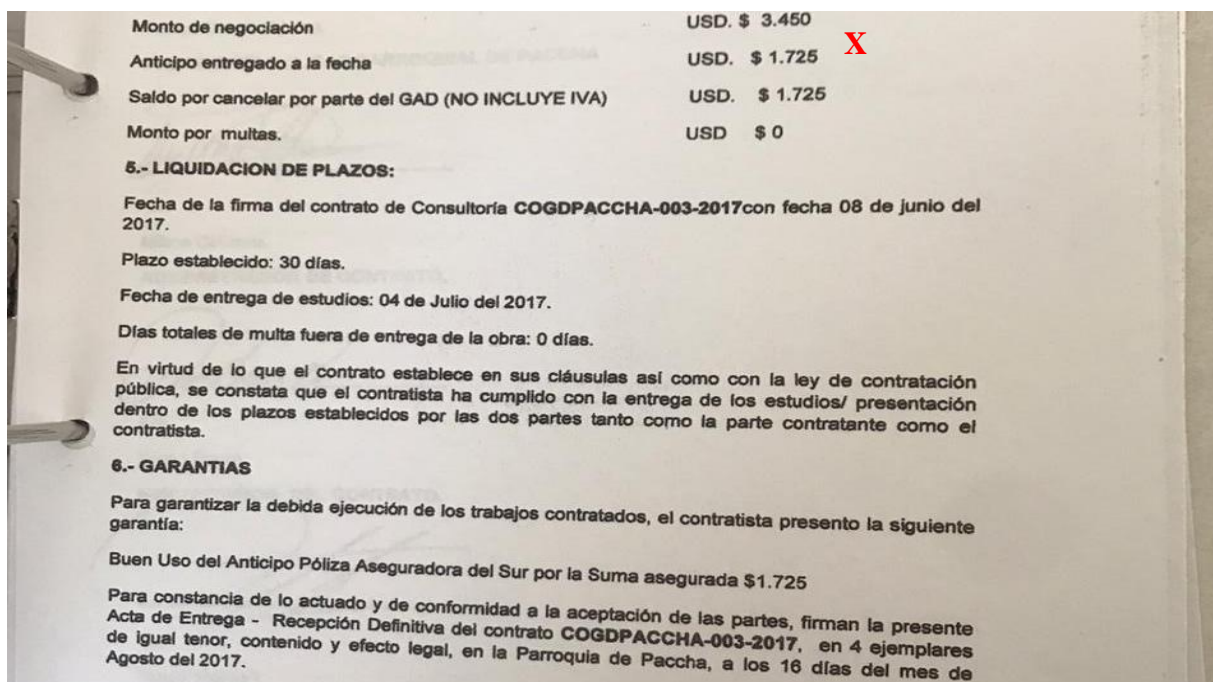 Monto de negociación USD. $ 3.450
X
Anticipo entregado a la fecha USD. $ 1.725
Saldo por cancelar por parte del GAD (NO INCLUYE IVA) USD. $ 1.725
Monto por multas. USD $ 0
5.- LIQUIDACION DE PLAZOS:
Fecha de la firma del contrato de Consultoría COGDPACCHA-003-2017con fecha 08 de junio del
2017.
Plazo establecido: 30 días.
Fecha de entrega de estudios: 04 de Julio del 2017.
Días totales de multa fuera de entrega de la obra: 0 días.
En virtud de lo que el contrato establece en sus cláusulas así como con la ley de contratación
pública, se constata que el contratista ha cumplido con la entrega de los estudios/ presentación
dentro de los plazos establecidos por las dos partes tanto como la parte contratante como el
contratista.
6.- GARANTIAS
Para garantizar la debida ejecución de los trabajos contratados, el contratista presento la siguiente
garantía:
Buen Uso del Anticipo Póliza Aseguradora del Sur por la Suma asegurada $1.725
Para constancia de lo actuado y de conformidad a la aceptación de las partes, firman la presente
Acta de Entrega - Recepción Definitiva del contrato COGDPACCHA-003-2017, en 4 ejemplares
de igual tenor, contenido y efecto legal, en la Parroquia de Paccha, a los 16 días del mes de
Agosto del 2017.